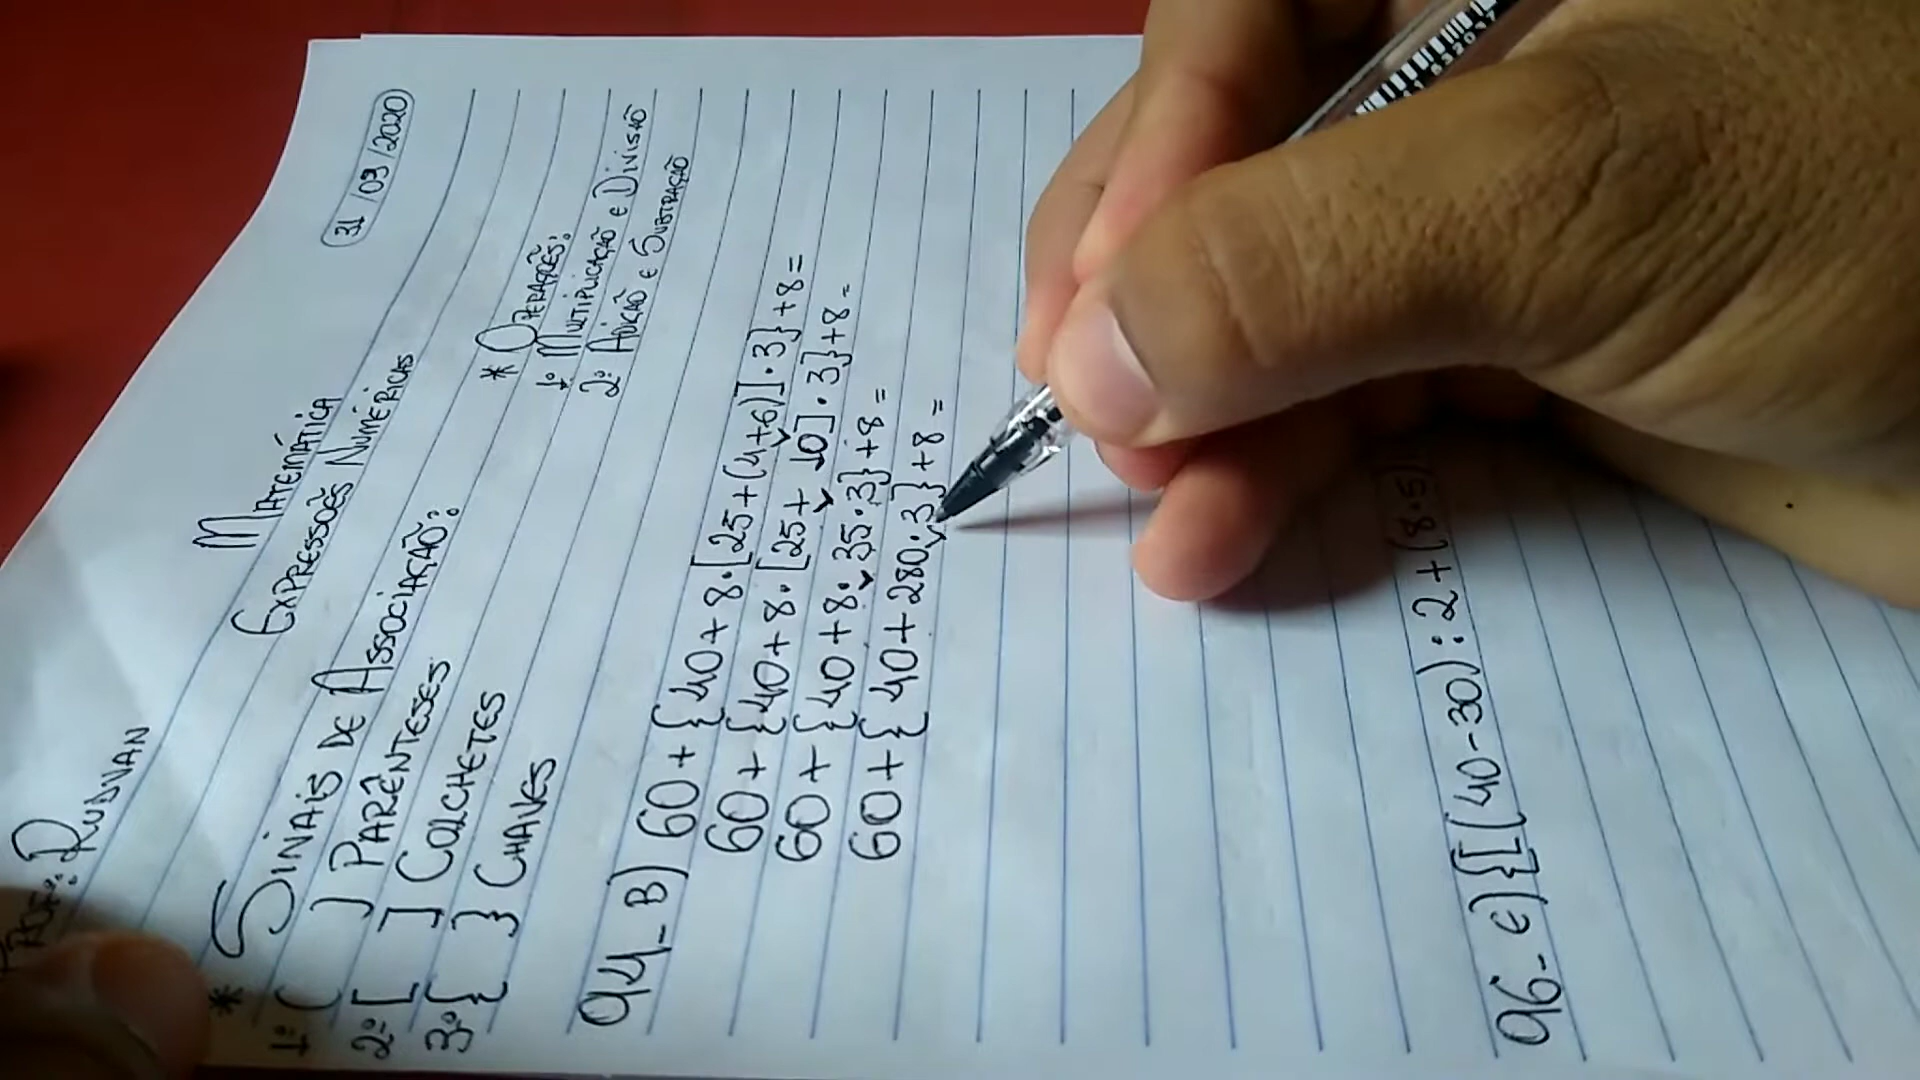 Prof.: Rudvan
Matemática
31/03/2020
Expressões Numéricas
* Sinais de Associação:
1º ( ) Parênteses
2º [ ] Colchetes
3º { } Chaves
* Operações:
1º Multiplicação e Divisão
2º Adição e Subtração
94_ B) 60+{40+8.[25+(4+6)].3}+8=
60+{40+8.[25+10].3}+8=
60+{40+8.35.3}+8=
60+{40+280.3}+8=
96_ e){[(40-30):2+(8.5)